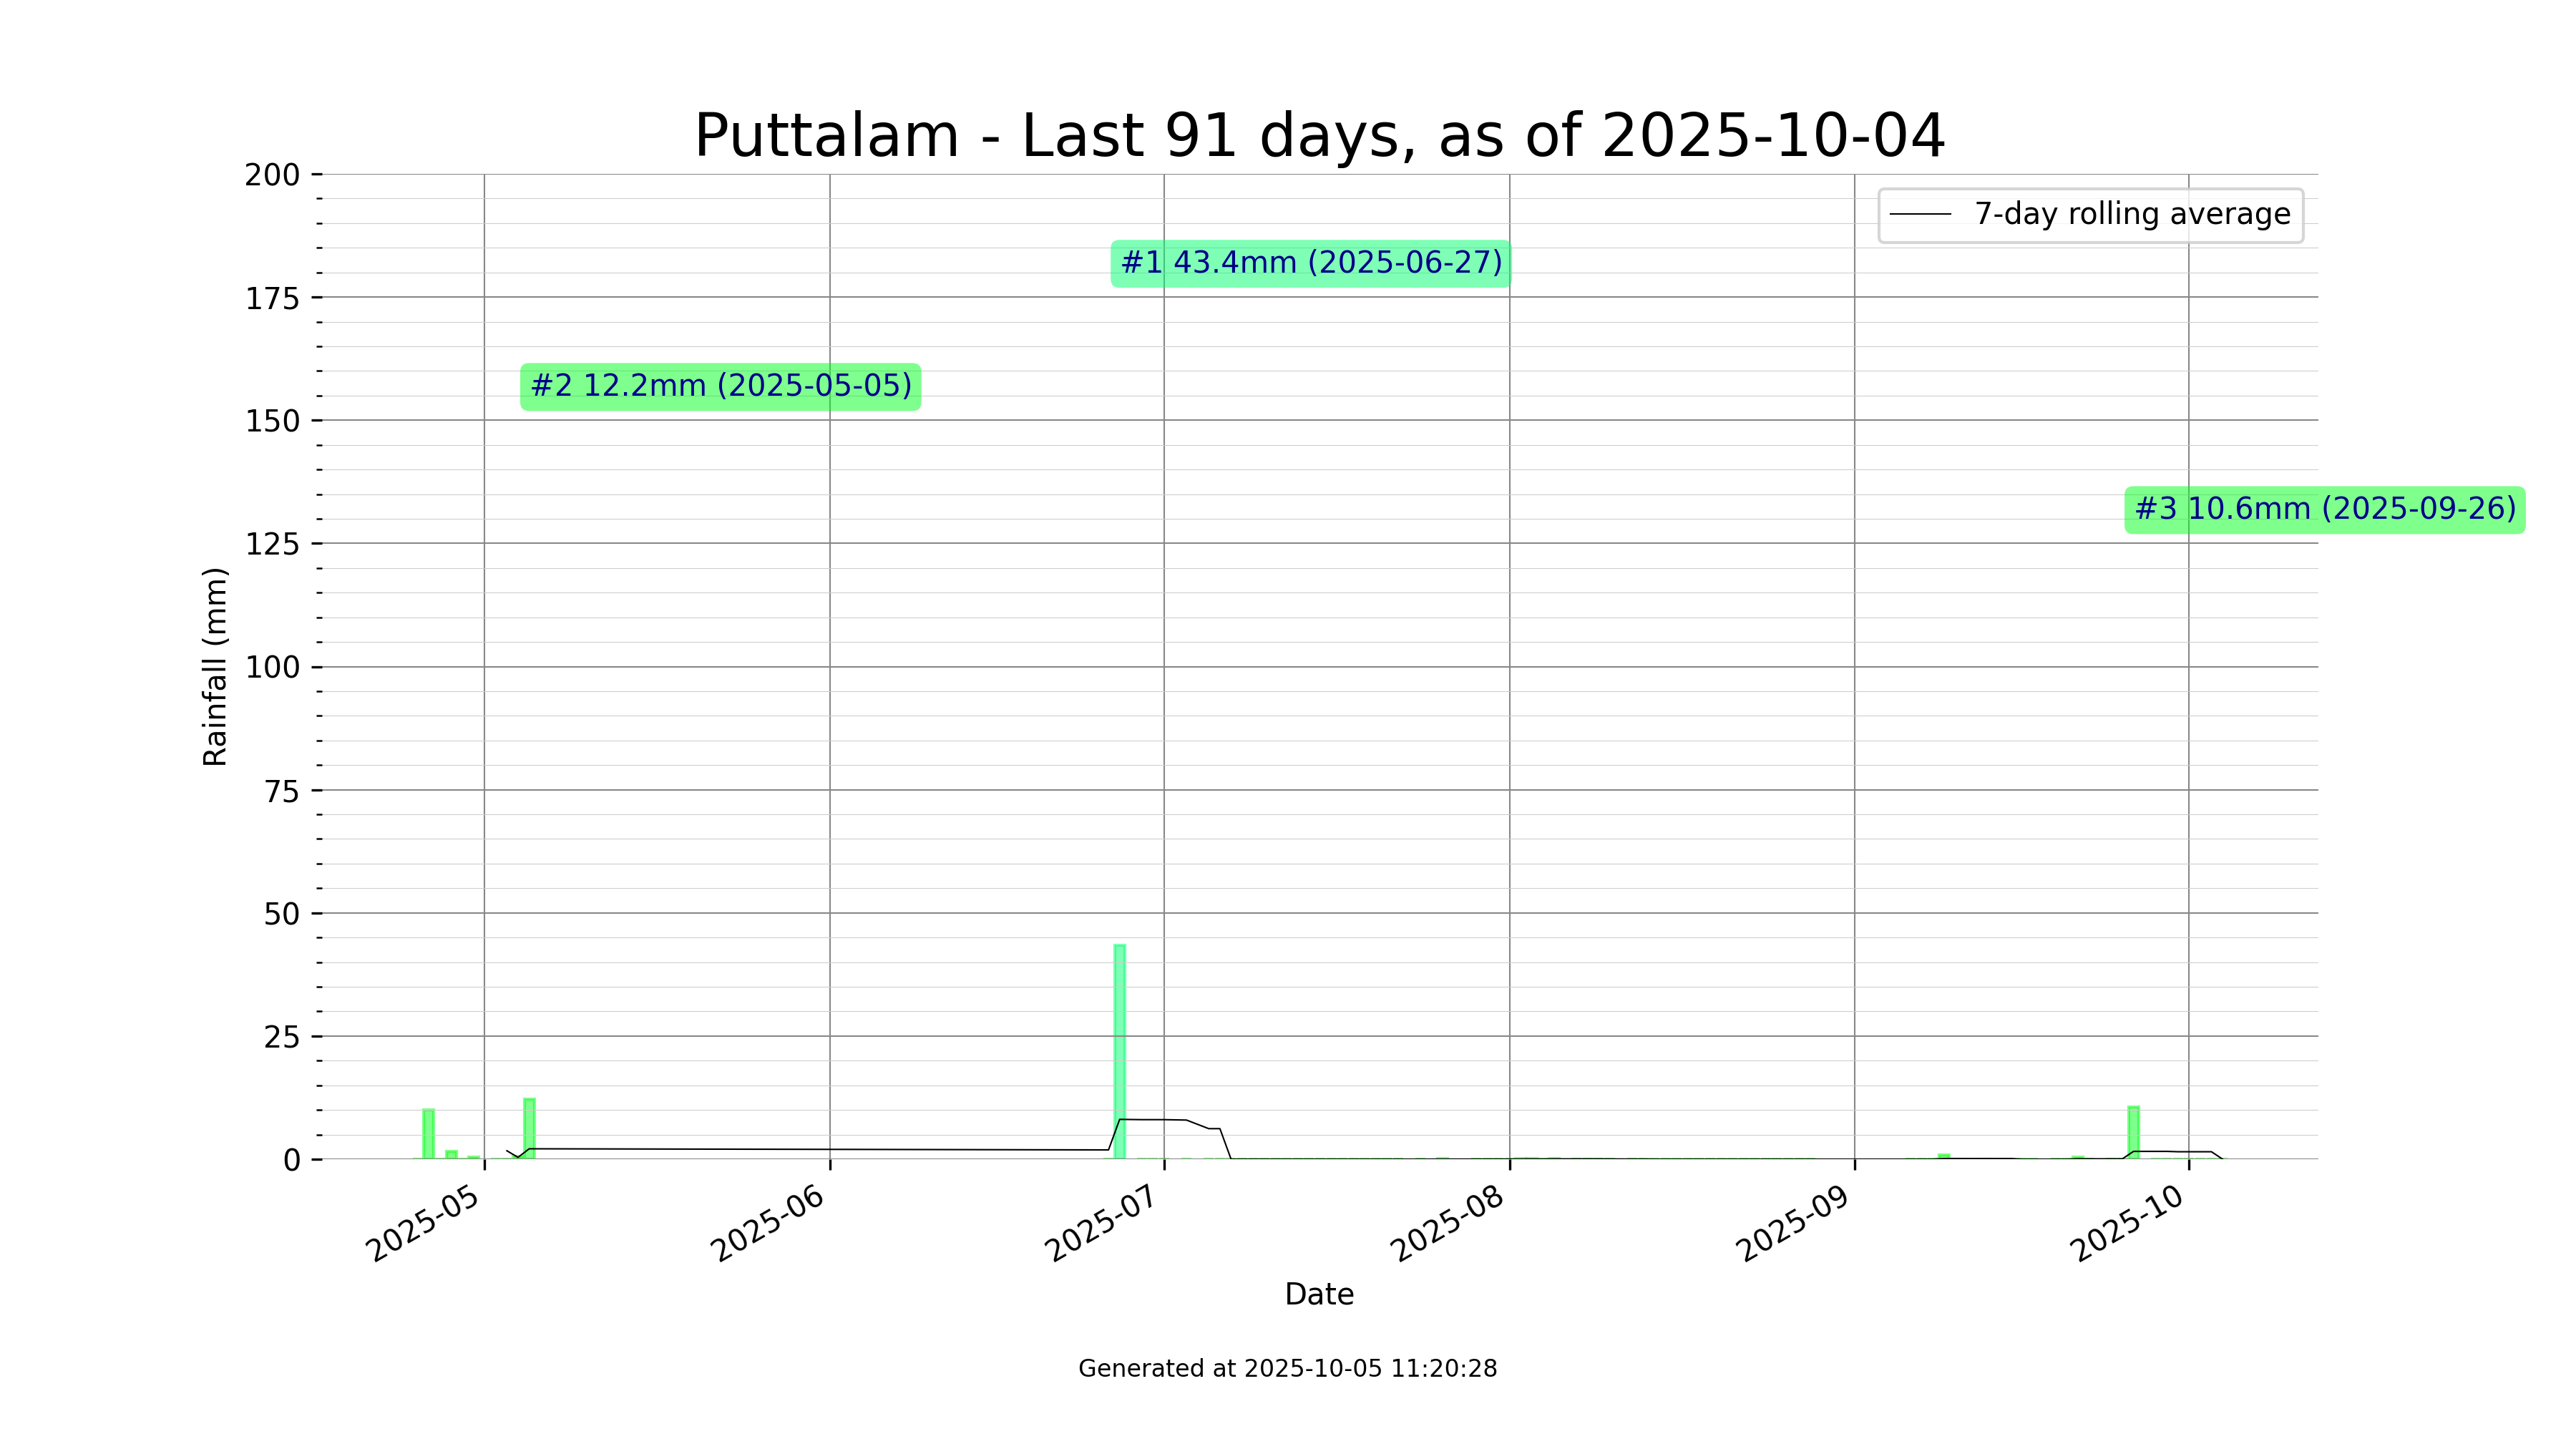 Puttalam - Last 91 days, as of 2025-10-04
200
175
150
125
100
75
50
25
0
Rainfall (mm)
7-day rolling average
#1 43.4mm (2025-06-27)
#2 12.2mm (2025-05-05)
#3 10.6mm (2025-09-26)
2025-05
2025-06
2025-07
2025-08
2025-09
2025-10
Date
Generated at 2025-10-05 11:20:28